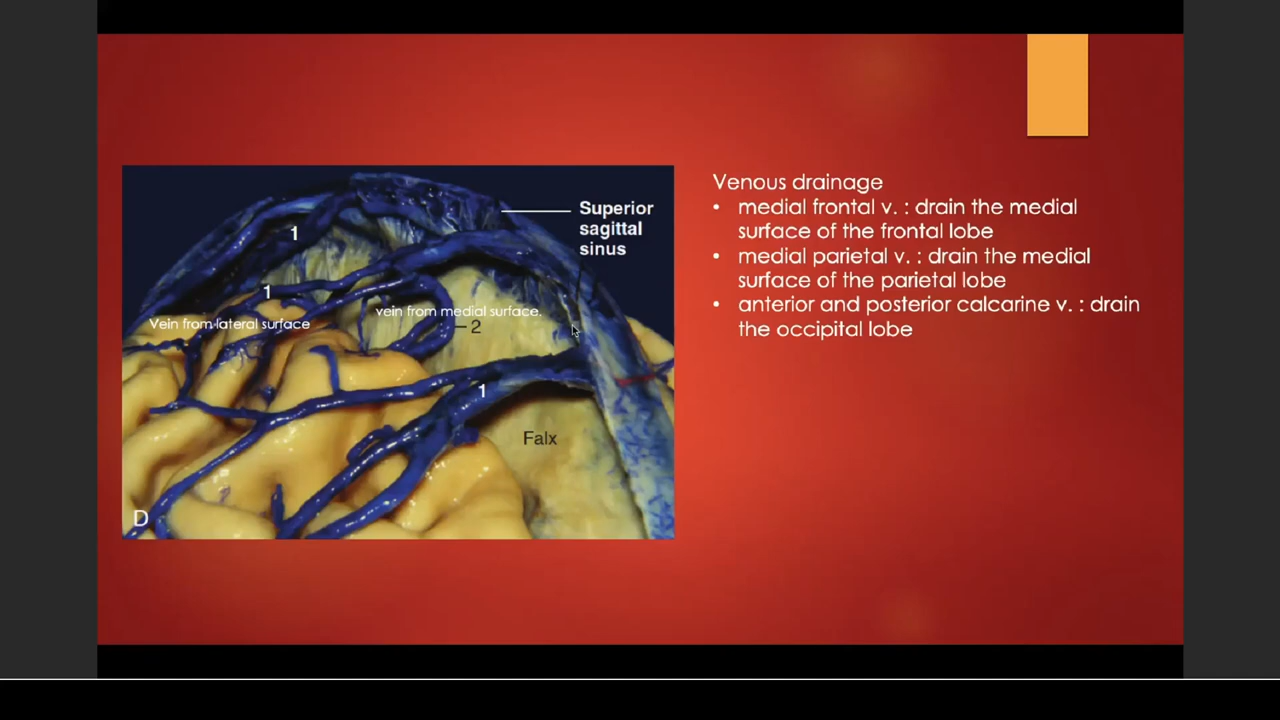 Superior
sagittal
sinus
1
1
Vein from lateral surface
vein from medial surface.
2
1
Falx
D
Venous drainage
• medial frontal v. : drain the medial
surface of the frontal lobe
• medial parietal v. : drain the medial
surface of the parietal lobe
• anterior and posterior calcarine v. : drain
the occipital lobe